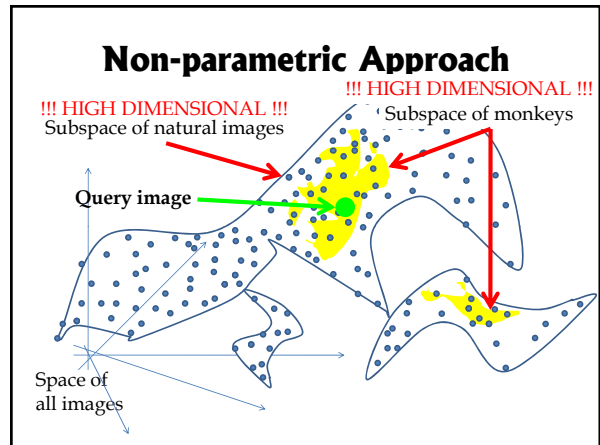 Non-parametric Approach
!!! HIGH DIMENSIONAL !!!
Subspace of monkeys
!!! HIGH DIMENSIONAL !!!
Subspace of natural images
Query image
Space of
all images